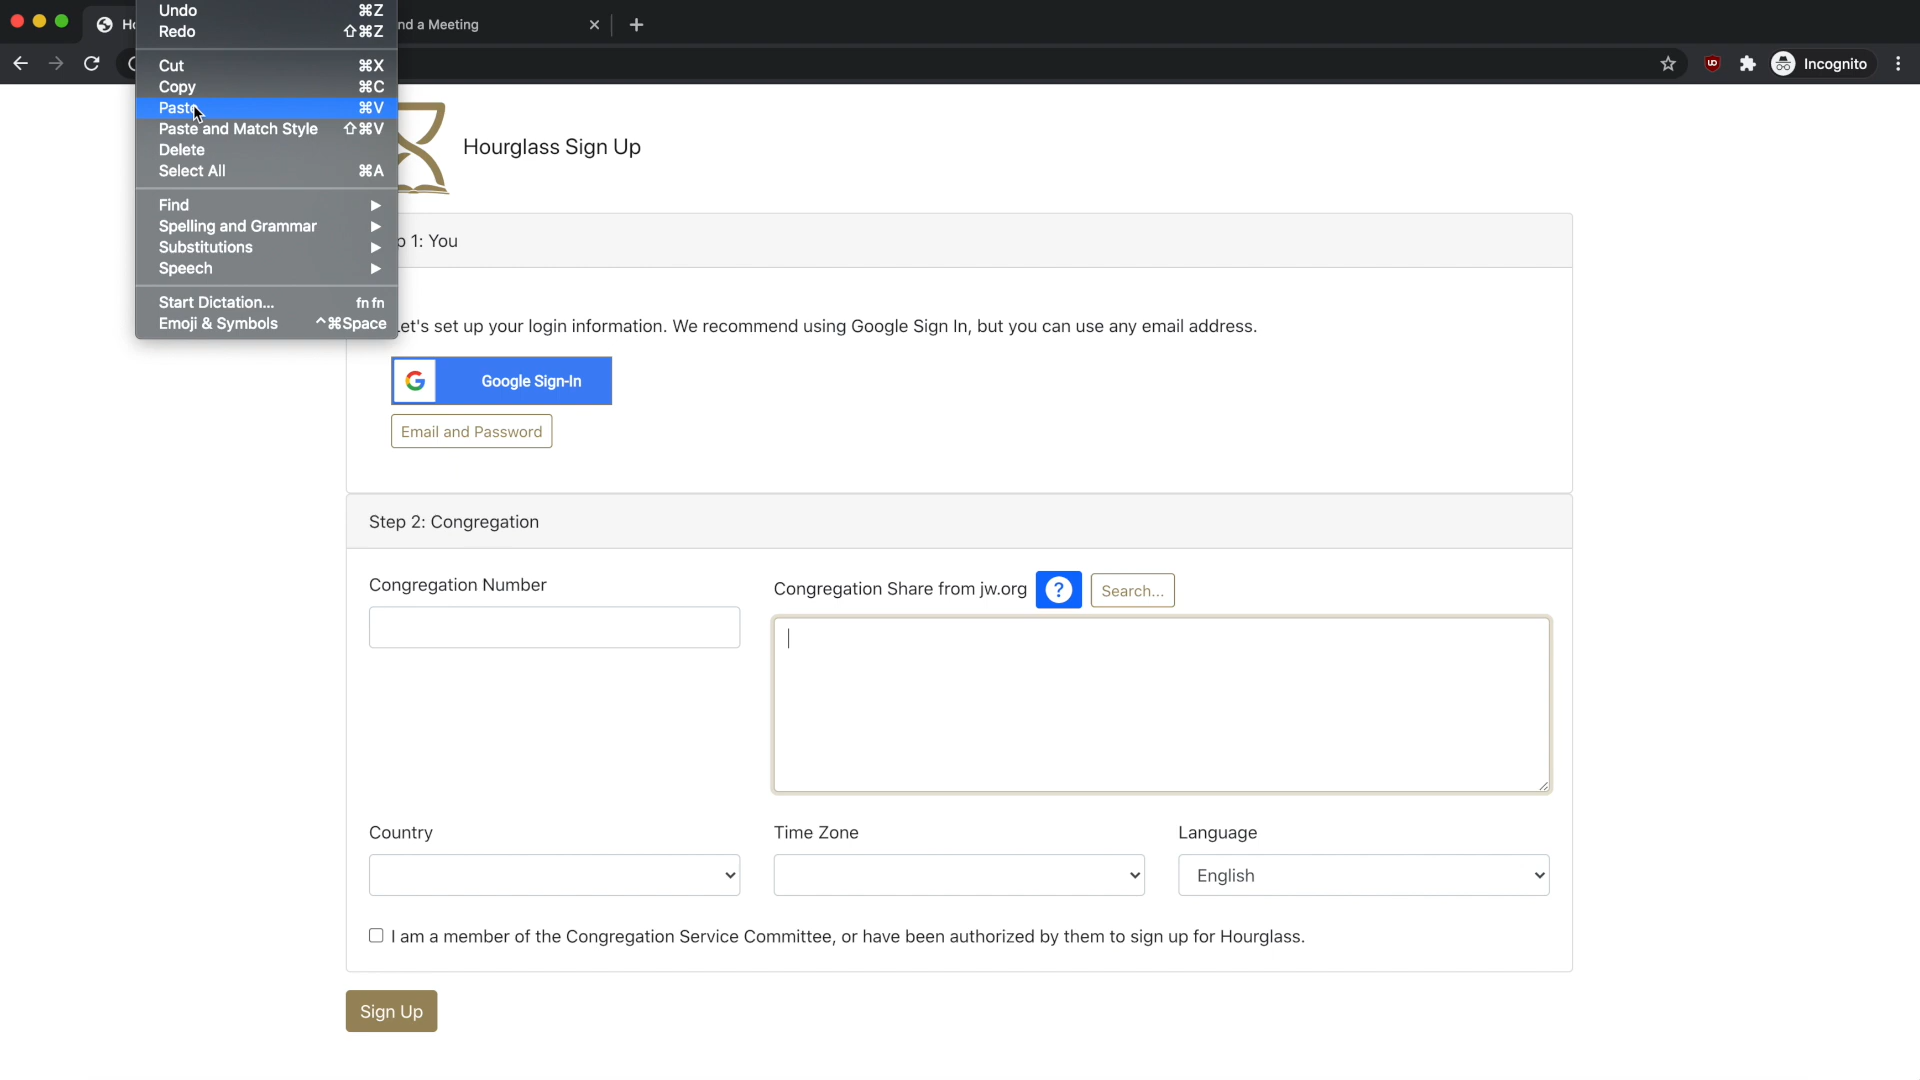 Undo ⌘Z
Redo ⇧⌘Z
Cut ⌘X
Copy ⌘C
Paste ⌘V
Paste and Match Style ⇧⌘V
Delete
Select All ⌘A
Find
Spelling and Grammar
Substitutions
Speech
Start Dictation... fn fn
Emoji & Symbols ^⌘Space
nd a Meeting
Incognito
Hourglass Sign Up
1: You
et's set up your login information. We recommend using Google Sign In, but you can use any email address.
Google Sign-In
Email and Password
Step 2: Congregation
Congregation Number
Congregation Share from jw.org ? Search...
Country
Time Zone
Language
English
I am a member of the Congregation Service Committee, or have been authorized by them to sign up for Hourglass.
Sign Up